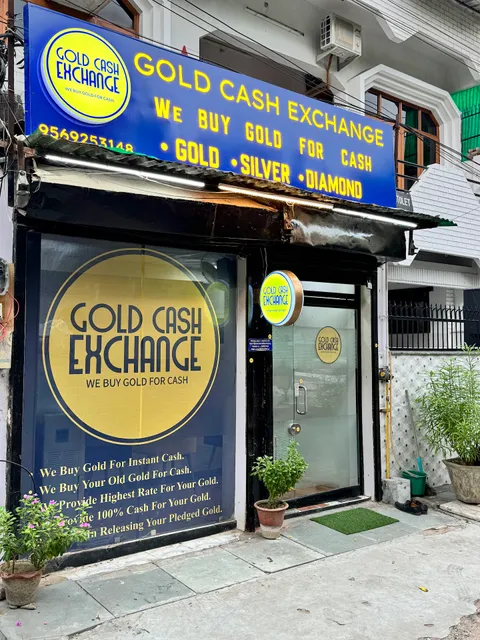 GOLD CASH
EXCHANGE
WE BUY GOLD FOR CASH
GOLD CASH EXCHANGE
WE BUY GOLD FOR CASH
• GOLD • SILVER • DIAMOND
9569253148
GOLD CASH
EXCHANGE
GOLD CASH
EXCHANGE
WE BUY GOLD FOR CASH
GOLD CASH
EXCHANGE
We Buy Gold For Instant Cash.
We Buy Your Old Gold For Cash.
Provide Highest Rate For Your Gold.
Provide 100% Cash For Your Gold.
Releasing Your Pledged Gold.